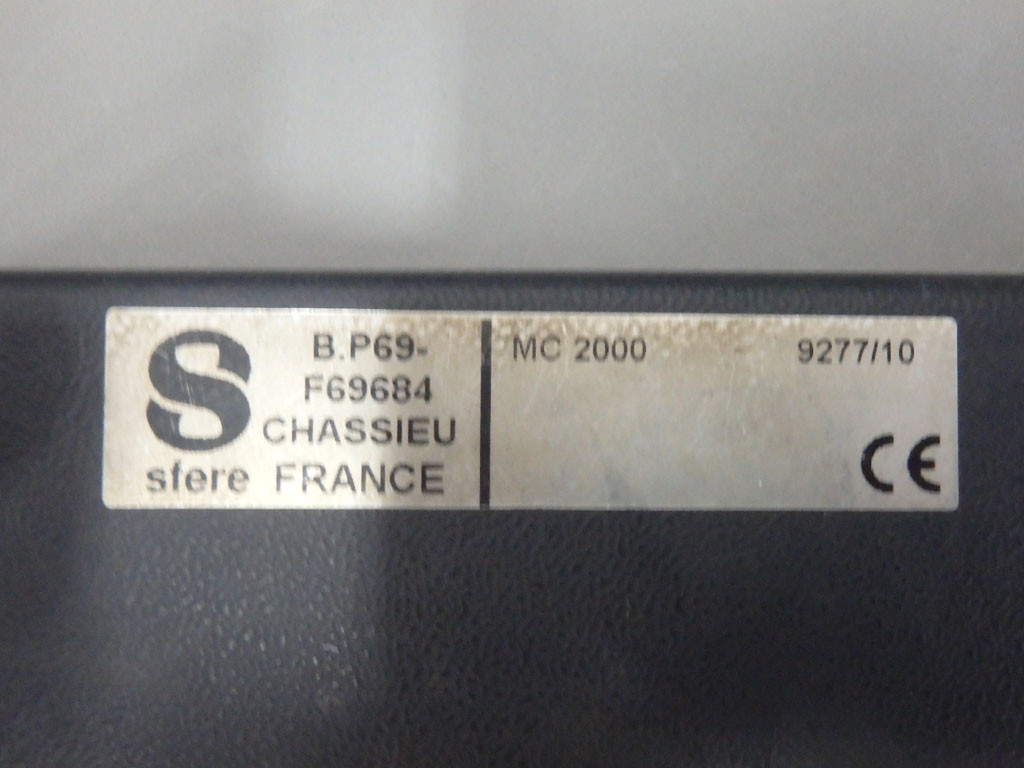 S
sfere
B.P69-
F69684
CHASSIEU
FRANCE
MC 2000 9277/10
CE